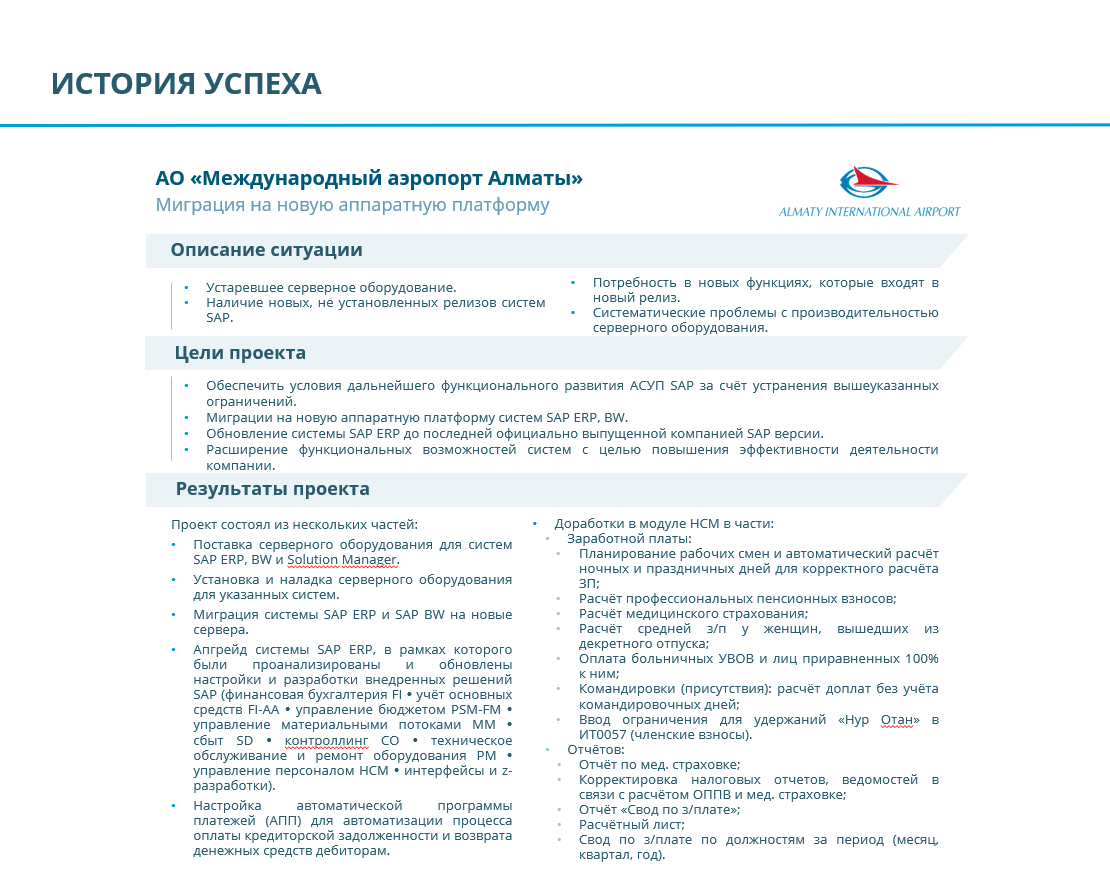 ИСТОРИЯ УСПЕХА
АО «Международный аэропорт Алматы»
Миграция на новую аппаратную платформу
ALMATY INTERNATIONAL AIRPORT
Описание ситуации
• Устаревшее серверное оборудование.
• Наличие новых, не установленных релизов систем
SAP.
• Потребность в новых функциях, которые входят в
новый релиз.
• Систематические проблемы с производительностью
серверного оборудования.
Цели проекта
• Обеспечить условия дальнейшего функционального развития АСУП SAP за счёт устранения вышеуказанных
ограничений.
• Миграции на новую аппаратную платформу систем SAP ERP, BW.
• Обновление системы SAP ERP до последней официально выпущенной компанией SAP версии.
• Расширение функциональных возможностей систем с целью повышения эффективности деятельности
компании.
Результаты проекта
Проект состоял из нескольких частей:
• Поставка серверного оборудования для систем
SAP ERP, BW и Solution Manager.
• Установка и наладка серверного оборудования
для указанных систем.
• Миграция системы SAP ERP и SAP BW на новые
сервера.
• Апгрейд системы SAP ERP, в рамках которого
были проанализированы и обновлены
настройки и разработки внедренных решений
SAP (финансовая бухгалтерия FI • учёт основных
средств FI-AA • управление бюджетом PSM-FM •
управление материальными потоками MM •
сбыт SD • контроллинг CO • техническое
обслуживание и ремонт оборудования PM •
управление персоналом HCM • интерфейсы и z-
разработки).
• Настройка автоматической программы
платежей (АПП) для автоматизации процесса
оплаты кредиторской задолженности и возврата
денежных средств дебиторам.
• Доработки в модуле HCM в части:
• Заработной платы:
• Планирование рабочих смен и автоматический расчёт
ночных и праздничных дней для корректного расчёта
ЗП;
• Расчёт профессиональных пенсионных взносов;
• Расчёт медицинского страхования;
• Расчёт средней з/п у женщин, вышедших из
декретного отпуска;
• Оплата больничных УВОВ и лиц приравненных 100%
к ним;
• Командировки (присутствия): расчёт доплат без учёта
командировочных дней;
• Ввод ограничения для удержаний «Нур Отан» в
ИТ0057 (членские взносы).
• Отчётов:
• Отчёт по мед. страховке;
• Корректировка налоговых отчетов, ведомостей в
связи с расчётом ОППВ и мед. страховке;
• Отчёт «Свод по з/плате»;
• Расчётный лист;
• Свод по з/плате по должностям за период (месяц,
квартал, год).